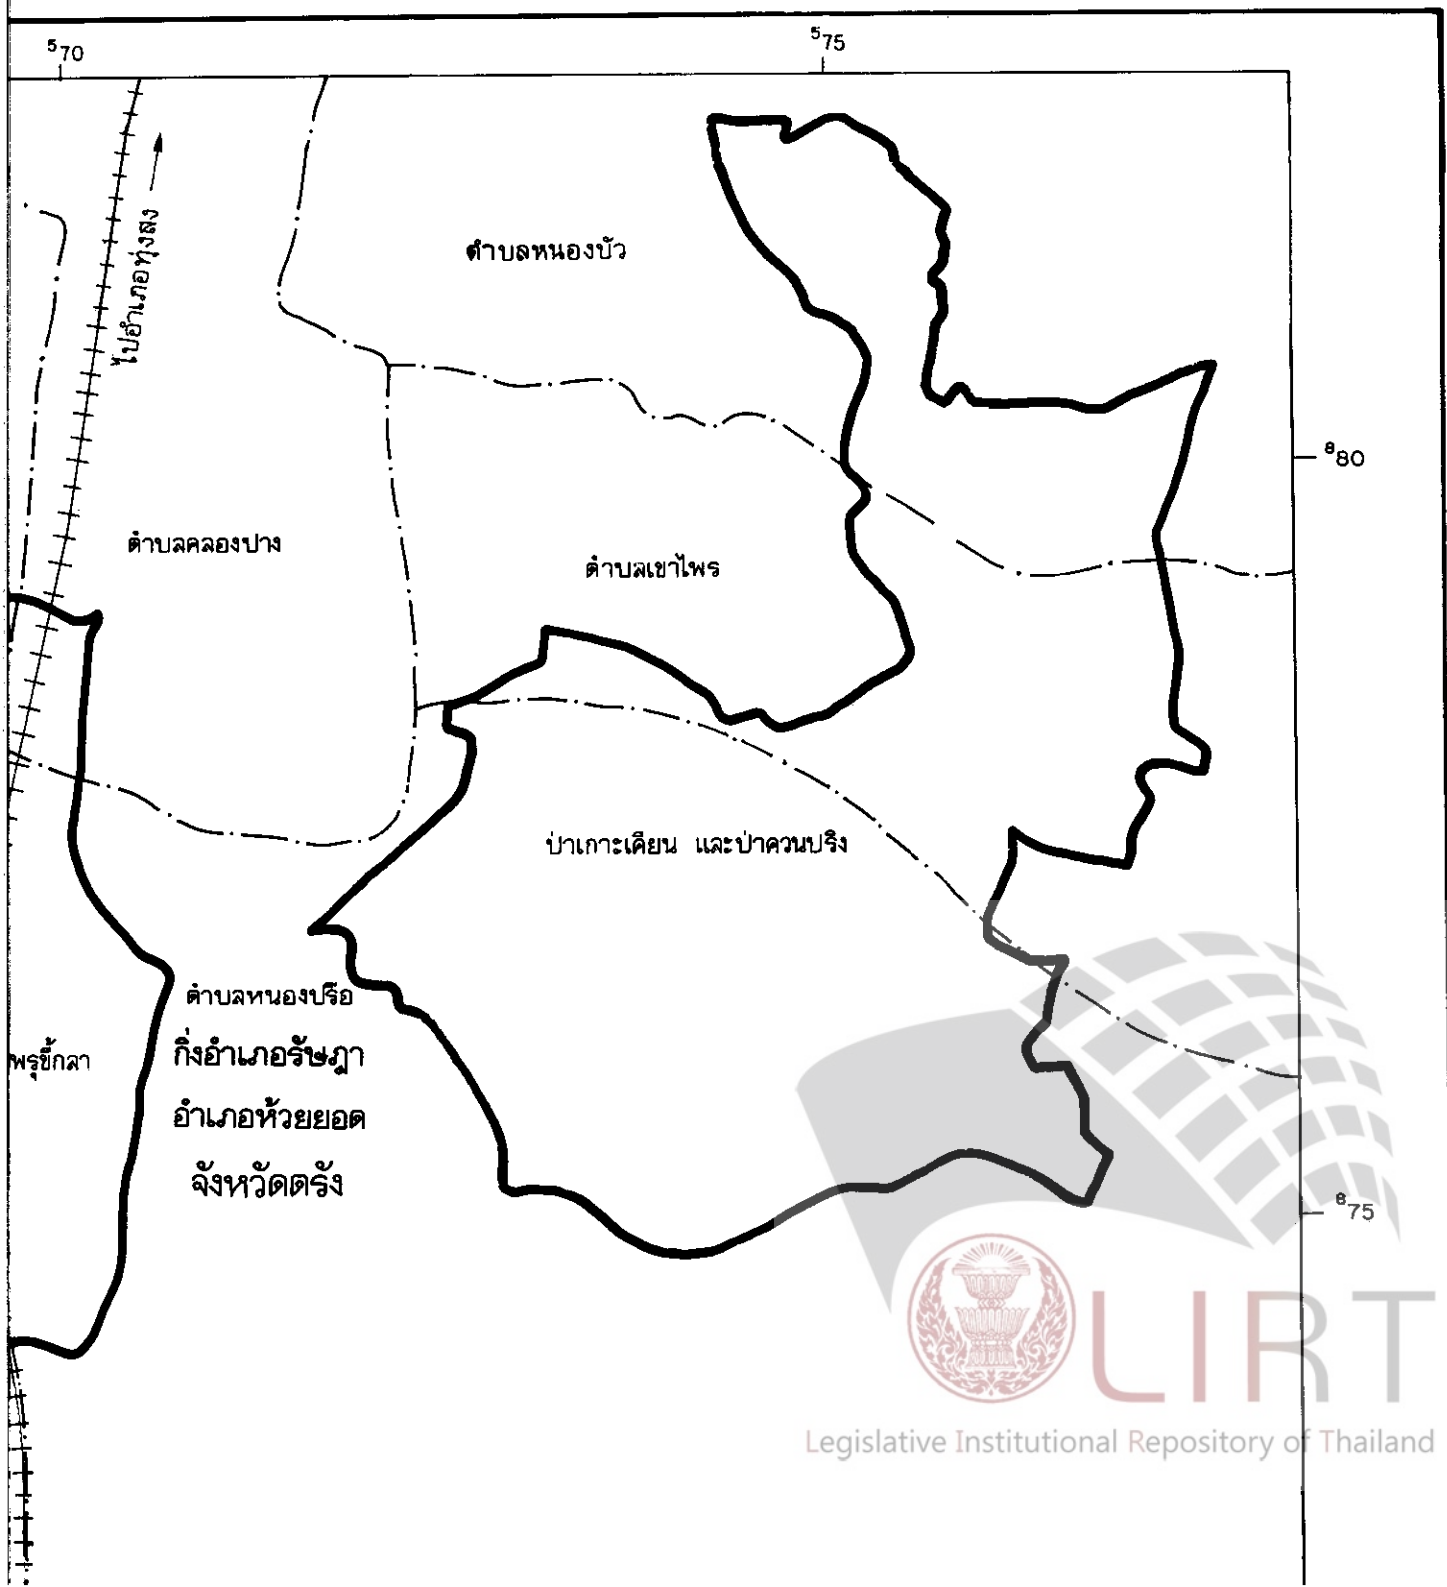 ⁵70
⁵75
ไปอำเภอทุ่งสง
ตำบลหนองบัว
⁸80
ตำบลคลองปาง
ตำบลเขาไพร
ป่าเกาะเคียน และป่าควนปริง
ตำบลหนองปรือ
กิ่งอำเภอรัษฎา
พรุขี้กลา
อำเภอห้วยยอด
จังหวัดตรัง
⁸75
LIRT
Legislative Institutional Repository of Thailand